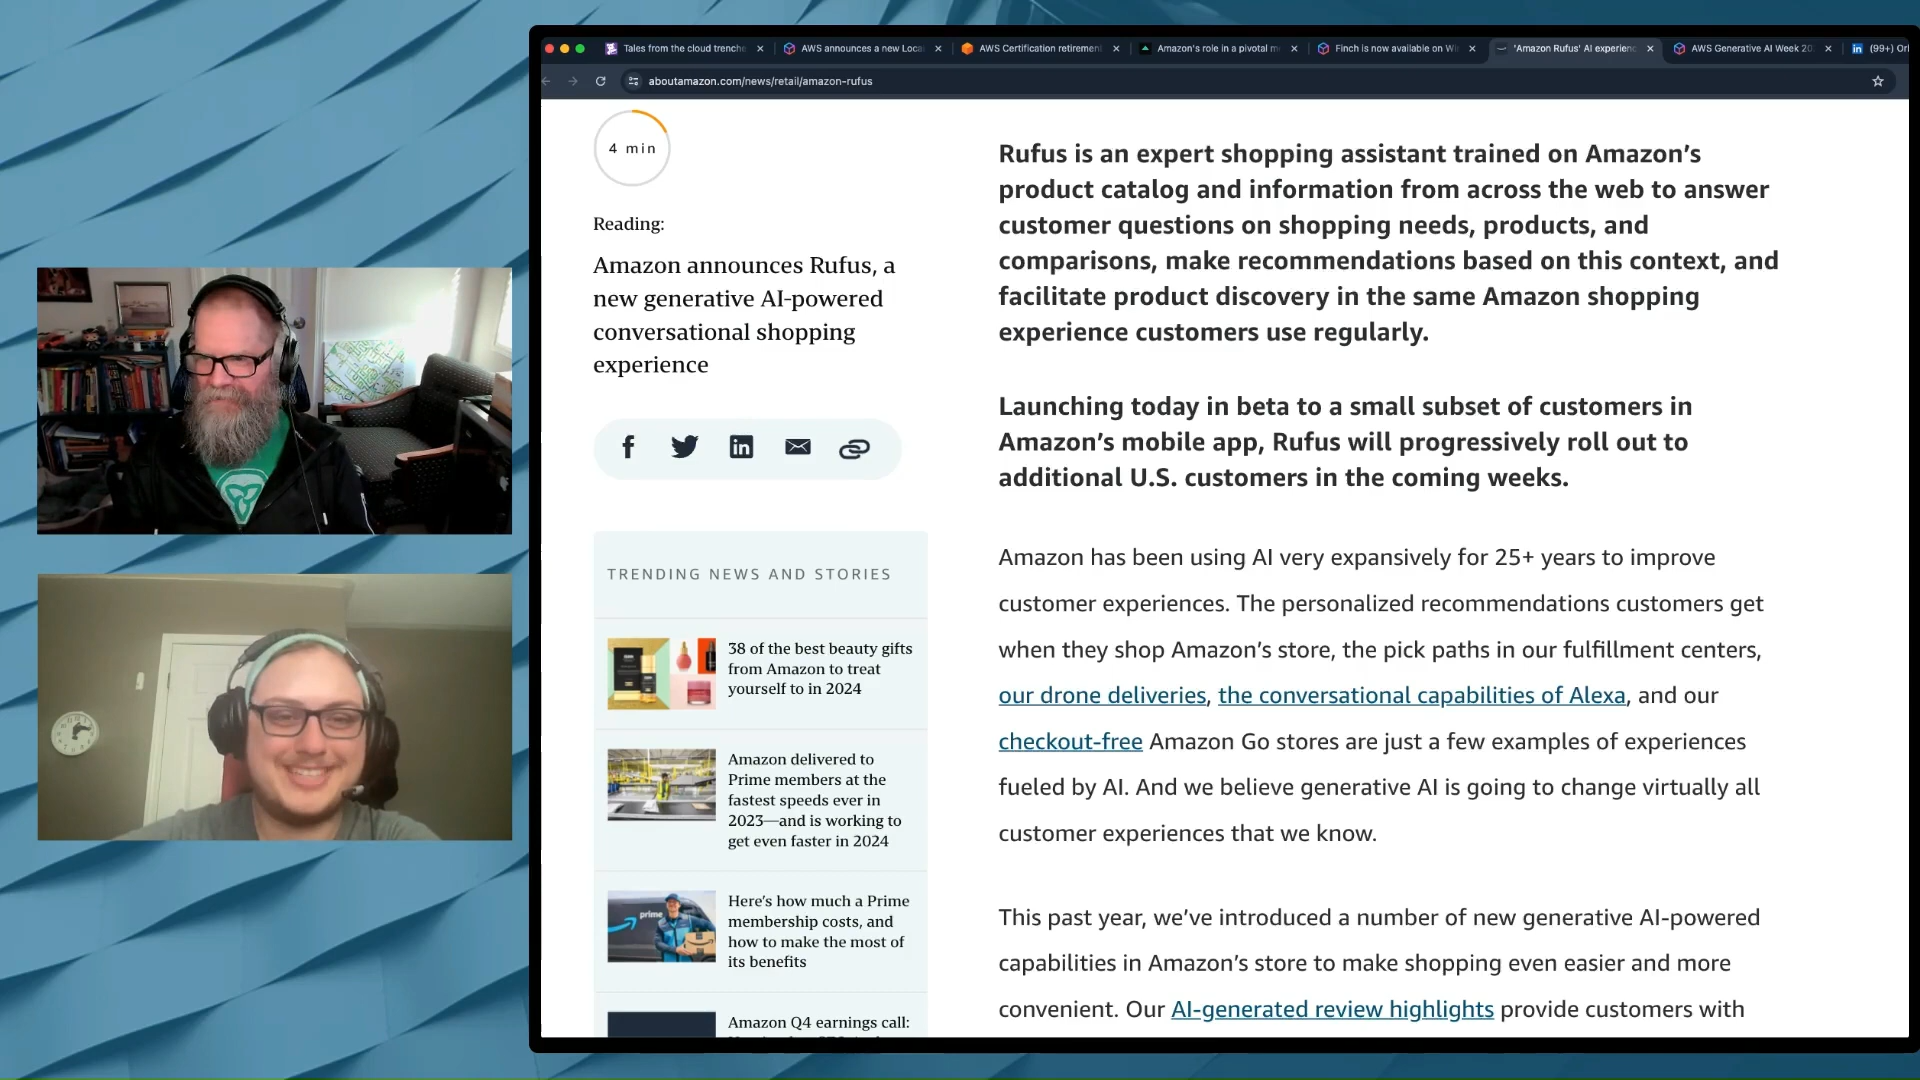 Tales from the cloud trenche
AWS announces a new Loca
AWS Certification retirement
Amazon's role in a pivotal m
Finch is now available on Wi
'Amazon Rufus' AI experienc
AWS Generative AI Week 20
(99+) Or
aboutamazon.com/news/retail/amazon-rufus
4 min
Reading:
Amazon announces Rufus, a
new generative AI-powered
conversational shopping
experience
TRENDING NEWS AND STORIES
38 of the best beauty gifts
from Amazon to treat
yourself to in 2024
Amazon delivered to
Prime members at the
fastest speeds ever in
2023—and is working to
get even faster in 2024
prime
Here's how much a Prime
membership costs, and
how to make the most of
its benefits
Amazon Q4 earnings call:
Rufus is an expert shopping assistant trained on Amazon's
product catalog and information from across the web to answer
customer questions on shopping needs, products, and
comparisons, make recommendations based on this context, and
facilitate product discovery in the same Amazon shopping
experience customers use regularly.
Launching today in beta to a small subset of customers in
Amazon's mobile app, Rufus will progressively roll out to
additional U.S. customers in the coming weeks.
Amazon has been using AI very expansively for 25+ years to improve
customer experiences. The personalized recommendations customers get
when they shop Amazon's store, the pick paths in our fulfillment centers,
our drone deliveries, the conversational capabilities of Alexa, and our
checkout-free Amazon Go stores are just a few examples of experiences
fueled by AI. And we believe generative AI is going to change virtually all
customer experiences that we know.
This past year, we've introduced a number of new generative AI-powered
capabilities in Amazon's store to make shopping even easier and more
convenient. Our AI-generated review highlights provide customers with